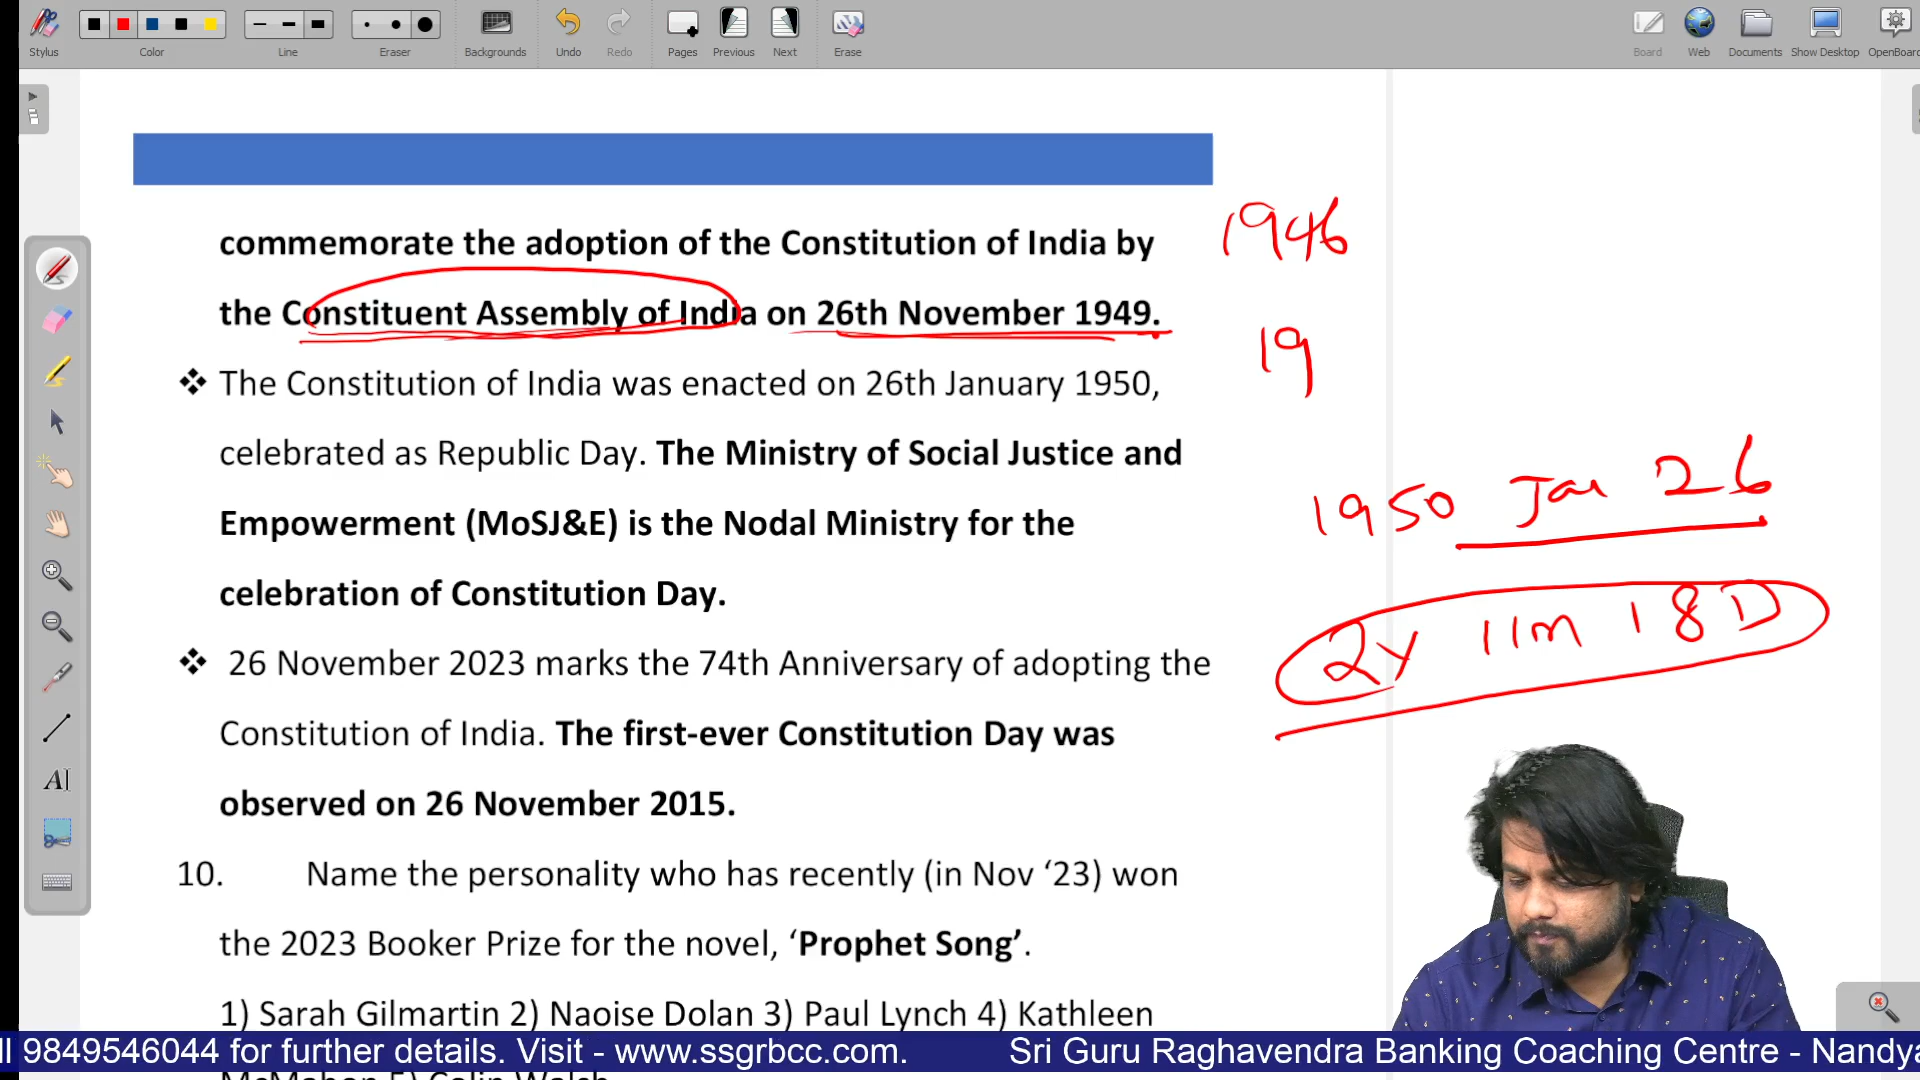 Stylus
Color
Line
Eraser
Backgrounds
Undo
Redo
Pages
Previous
Next
Erase
Board
Web
Documents
Show Desktop
OpenBoard
commemorate the adoption of the Constitution of India by
the Constituent Assembly of India on 26th November 1949.
❖ The Constitution of India was enacted on 26th January 1950,
celebrated as Republic Day. The Ministry of Social Justice and
Empowerment (MoSJ&E) is the Nodal Ministry for the
celebration of Constitution Day.
❖ 26 November 2023 marks the 74th Anniversary of adopting the
Constitution of India. The first-ever Constitution Day was
observed on 26 November 2015.
10. Name the personality who has recently (in Nov ‘23) won
the 2023 Booker Prize for the novel, ‘Prophet Song’.
1) Sarah Gilmartin 2) Naoise Dolan 3) Paul Lynch 4) Kathleen
McMahon 5) Colin Walsh
1946
19
1950 Jan 26
2y 11m 18D
AI
ll 9849546044 for further details. Visit - www.ssgrbcc.com. Sri Guru Raghavendra Banking Coaching Centre - Nandya